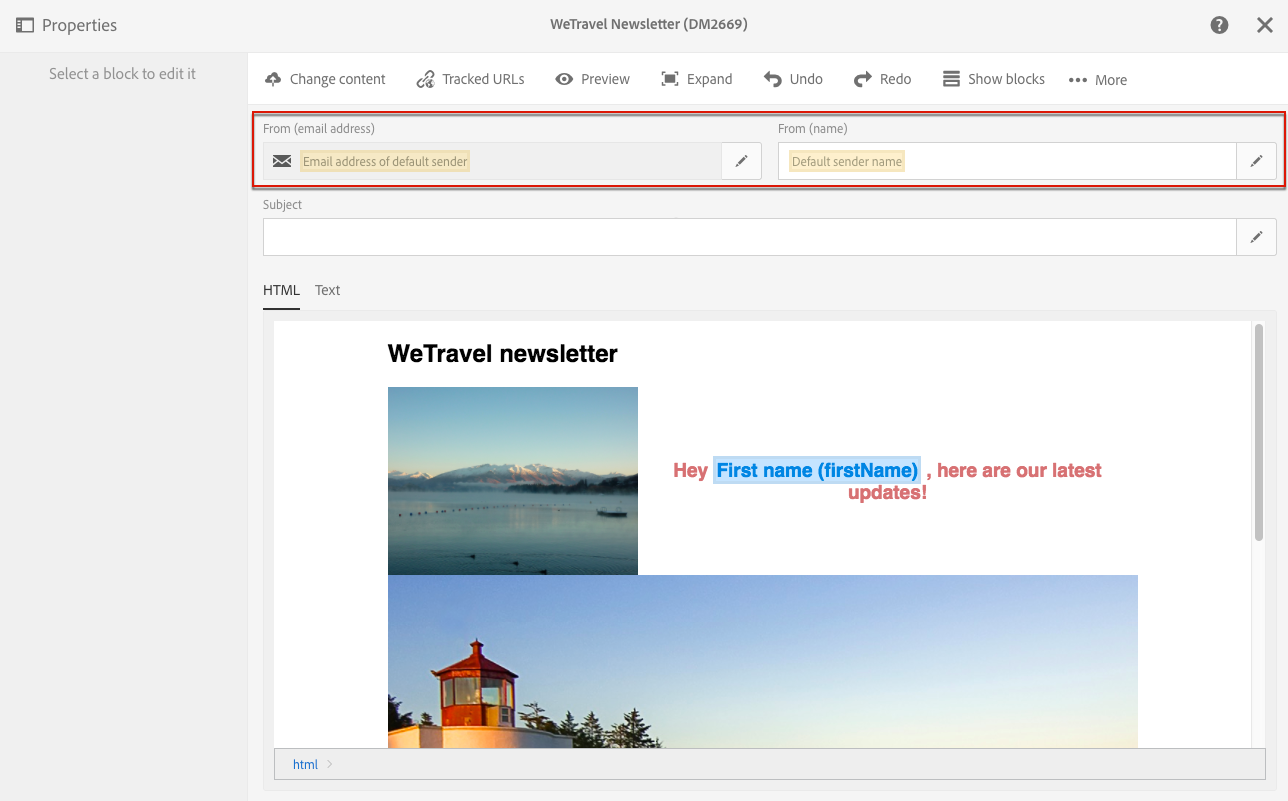 Properties
WeTravel Newsletter (DM2669)
Select a block to edit it
Change content
Tracked URLs
Preview
Expand
Undo
Redo
Show blocks
More
From (email address)
From (name)
Email address of default sender
Default sender name
Subject
HTML
Text
WeTravel newsletter
Hey First name (firstName) , here are our latest
updates!
html